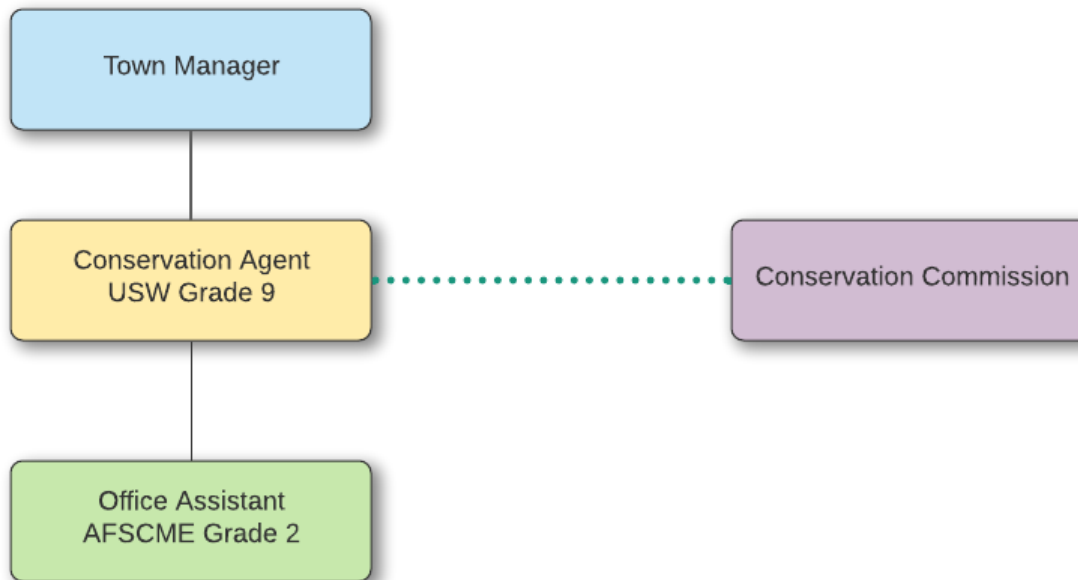 Town Manager
Conservation Agent
USW Grade 9
Conservation Commission
Office Assistant
AFSCME Grade 2